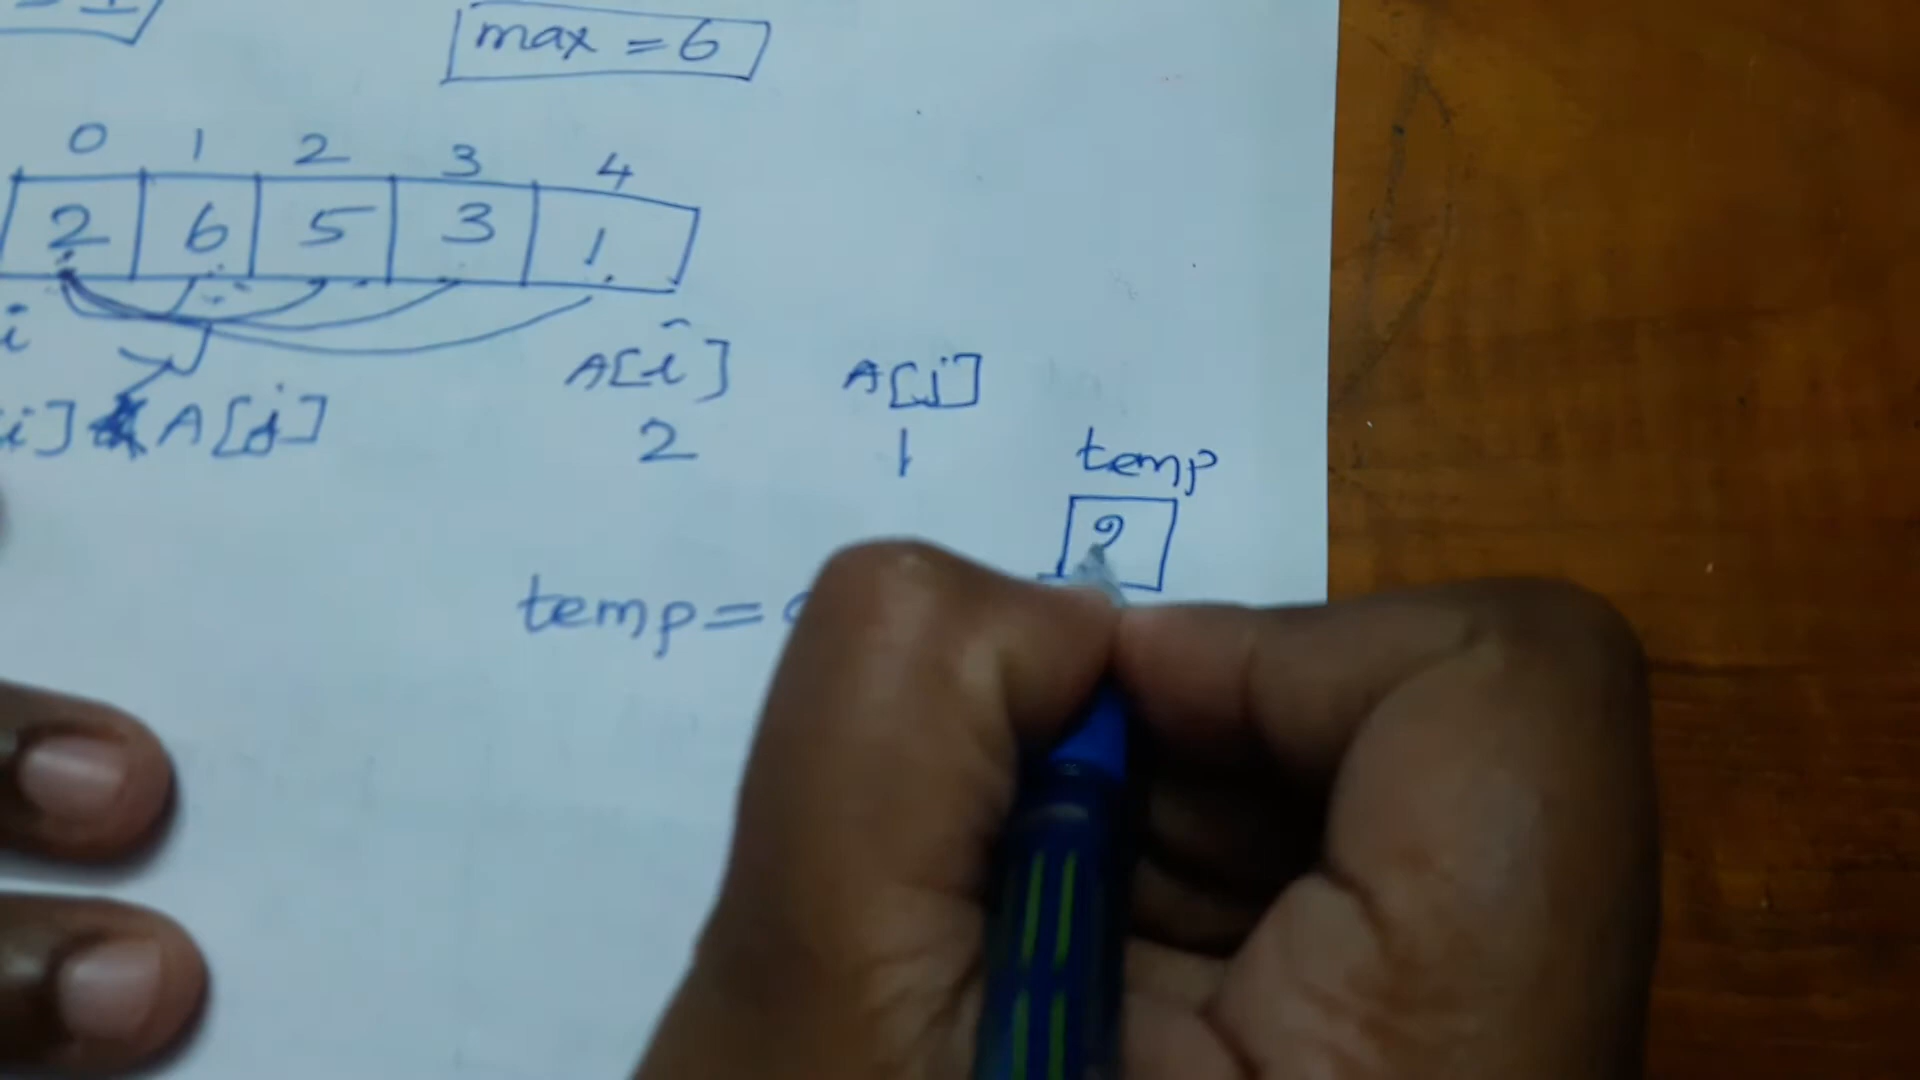 max = 6
0 1 2 3 4
2 6 5 3 1
i
A[i] A[j]
i] A[j]
2 1
temp
2
temp =